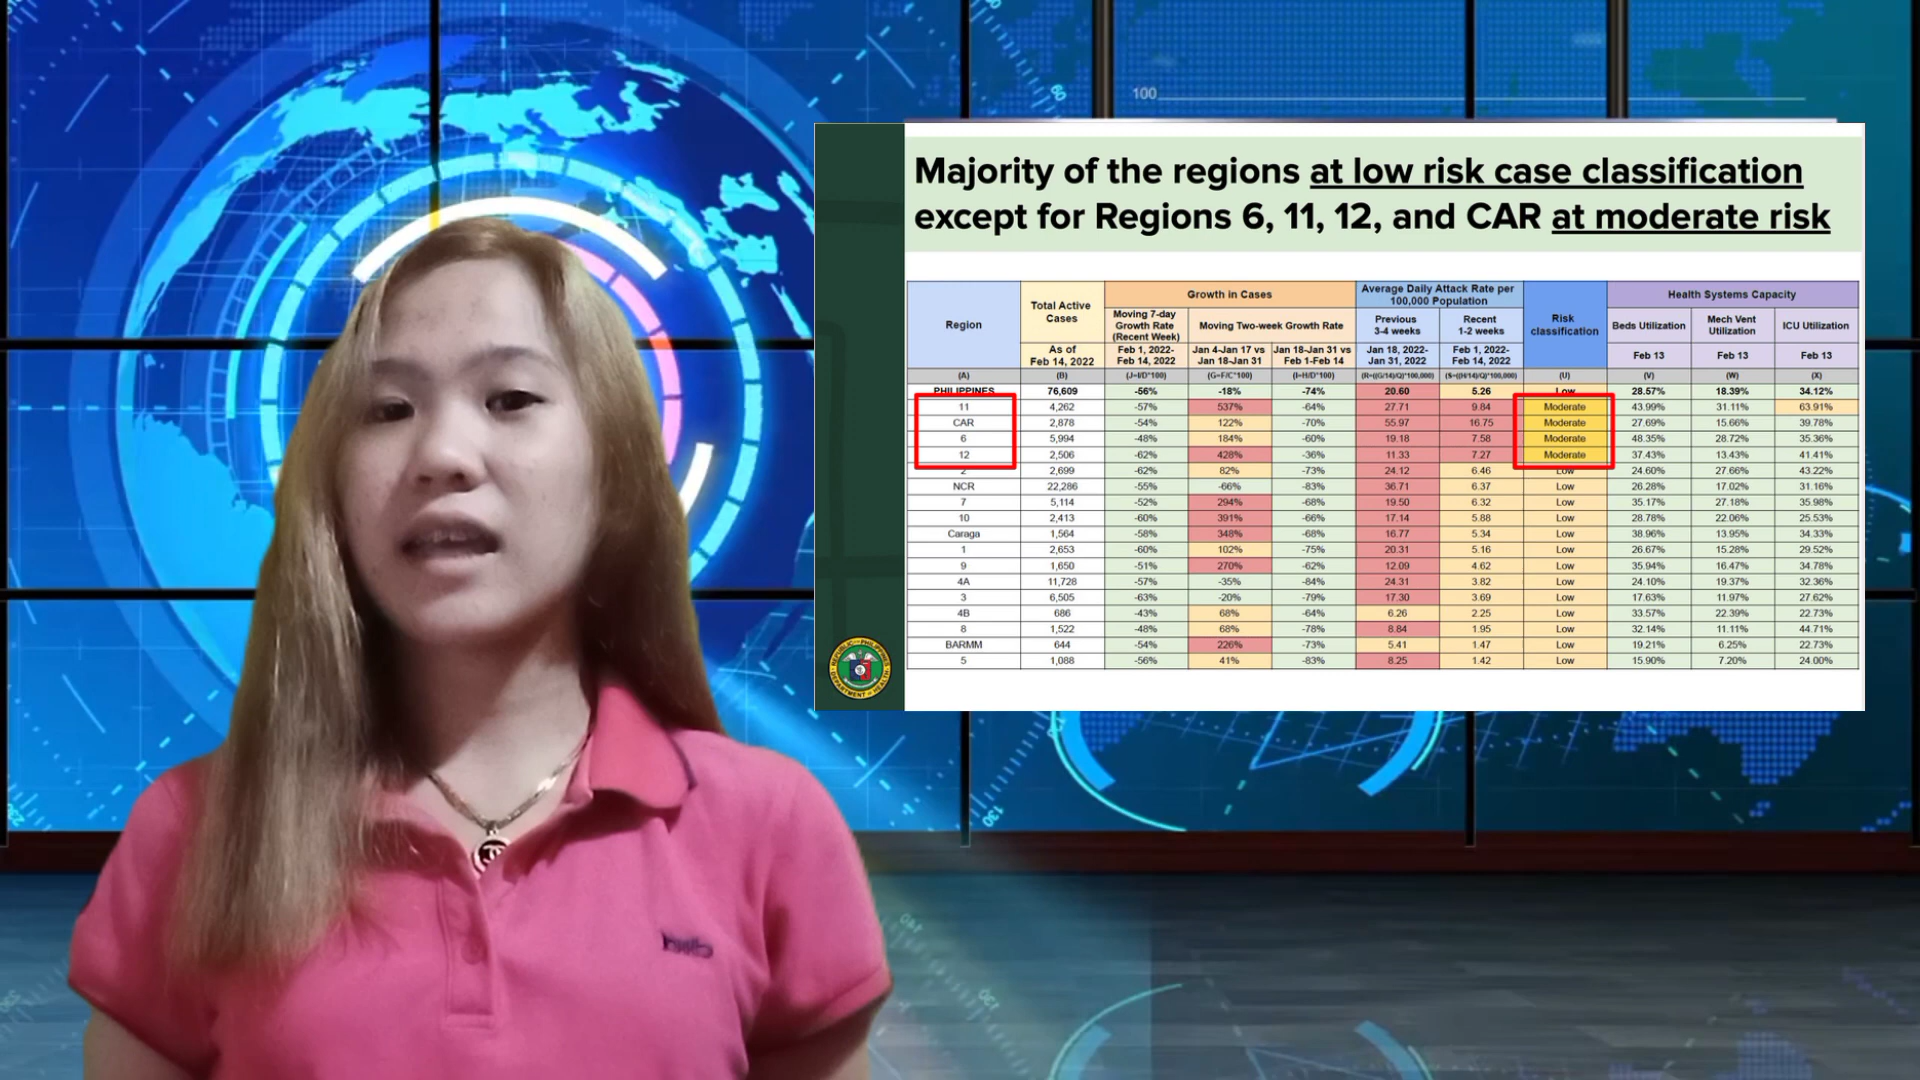 100
60
Majority of the regions at low risk case classification
except for Regions 6, 11, 12, and CAR at moderate risk
Region | Total Active Cases | Growth in Cases | Average Daily Attack Rate per 100,000 Population | Risk classification | Health Systems Capacity
Moving 7-day Growth Rate (Recent Week) | Moving Two-week Growth Rate | Previous 3-4 weeks | Recent 1-2 weeks | Beds Utilization | Mech Vent Utilization | ICU Utilization
As of Feb 14, 2022 | Feb 1, 2022-Feb 14, 2022 | Jan 4-Jan 17 vs Jan 18-Jan 31 | Jan 18-Jan 31 vs Feb 1-Feb 14 | Jan 18, 2022-Jan 31, 2022 | Feb 1, 2022-Feb 14, 2022 | Feb 13 | Feb 13 | Feb 13
(A) | (B) | (J=I/D*100) | (G=F/C*100) | (I=H/D*100) | (R=((G/14)/Q)*100,000) | (S=((H/14)/Q)*100,000) | (U) | (V) | (W) | (X)
PHILIPPINES | 76,609 | -56% | -18% | -74% | 20.60 | 5.26 | Low | 28.57% | 18.39% | 34.12%
11 | 4,262 | -57% | 537% | -64% | 27.71 | 9.84 | Moderate | 43.99% | 31.11% | 63.91%
CAR | 2,878 | -54% | 122% | -70% | 55.97 | 16.75 | Moderate | 27.69% | 15.66% | 39.78%
6 | 5,994 | -48% | 184% | -60% | 19.18 | 7.58 | Moderate | 48.35% | 28.72% | 35.36%
12 | 2,506 | -62% | 428% | -36% | 11.33 | 7.27 | Moderate | 37.43% | 13.43% | 41.41%
2 | 2,699 | -62% | 82% | -73% | 24.12 | 6.46 | Low | 24.60% | 27.66% | 43.22%
NCR | 22,286 | -55% | -66% | -83% | 36.71 | 6.37 | Low | 26.28% | 17.02% | 31.16%
7 | 5,114 | -52% | 294% | -68% | 19.50 | 6.32 | Low | 35.17% | 27.18% | 35.98%
10 | 2,413 | -60% | 391% | -66% | 17.14 | 5.88 | Low | 28.78% | 22.06% | 25.53%
Caraga | 1,564 | -58% | 348% | -68% | 16.77 | 5.34 | Low | 38.96% | 13.95% | 34.33%
1 | 2,653 | -60% | 102% | -75% | 20.31 | 5.16 | Low | 26.67% | 15.28% | 29.52%
9 | 1,650 | -51% | 270% | -62% | 12.09 | 4.62 | Low | 35.94% | 16.47% | 34.78%
4A | 11,728 | -57% | -35% | -84% | 24.31 | 3.82 | Low | 24.10% | 19.37% | 32.36%
3 | 6,505 | -63% | -20% | -79% | 17.30 | 3.69 | Low | 17.63% | 11.97% | 27.62%
4B | 686 | -43% | 68% | -64% | 6.26 | 2.25 | Low | 33.57% | 22.39% | 22.73%
8 | 1,522 | -48% | 68% | -78% | 8.84 | 1.95 | Low | 32.14% | 11.11% | 44.71%
BARMM | 644 | -54% | 226% | -73% | 5.41 | 1.47 | Low | 19.21% | 6.25% | 22.73%
5 | 1,088 | -56% | 41% | -83% | 8.25 | 1.42 | Low | 15.90% | 7.20% | 24.00%
REPUBLIC OF THE PHILIPPINES
DEPARTMENT OF HEALTH
130